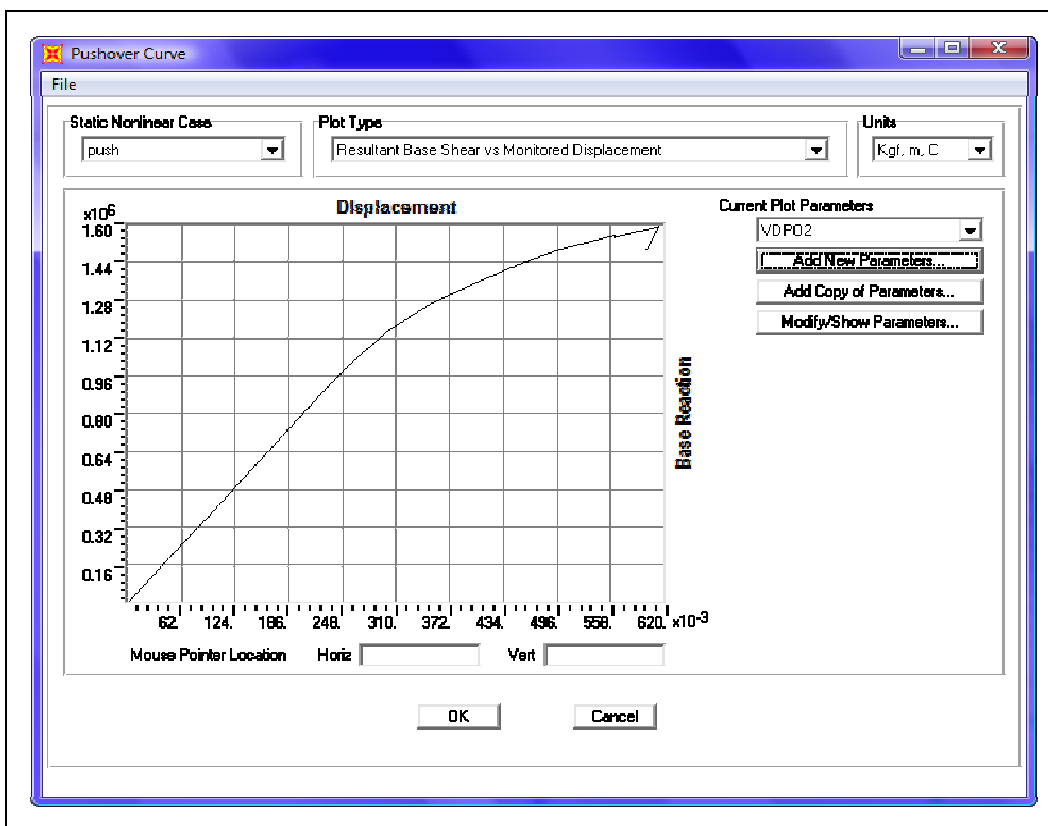 Pushover Curve
File
Static Nonlinear Case
push
Plot Type
Resultant Base Shear vs Monitored Displacement
Units
Kgf, m, C
Displacement
x10^6
1.60
1.44
1.28
1.12
0.96
0.80
0.64
0.48
0.32
0.16
62. 124. 186. 248. 310. 372. 434. 496. 558. 620. x10^-3
Base Reaction
Current Plot Parameters
VDPO2
Add New Parameters...
Add Copy of Parameters...
Modify/Show Parameters...
Mouse Pointer Location Horiz Vert
OK Cancel